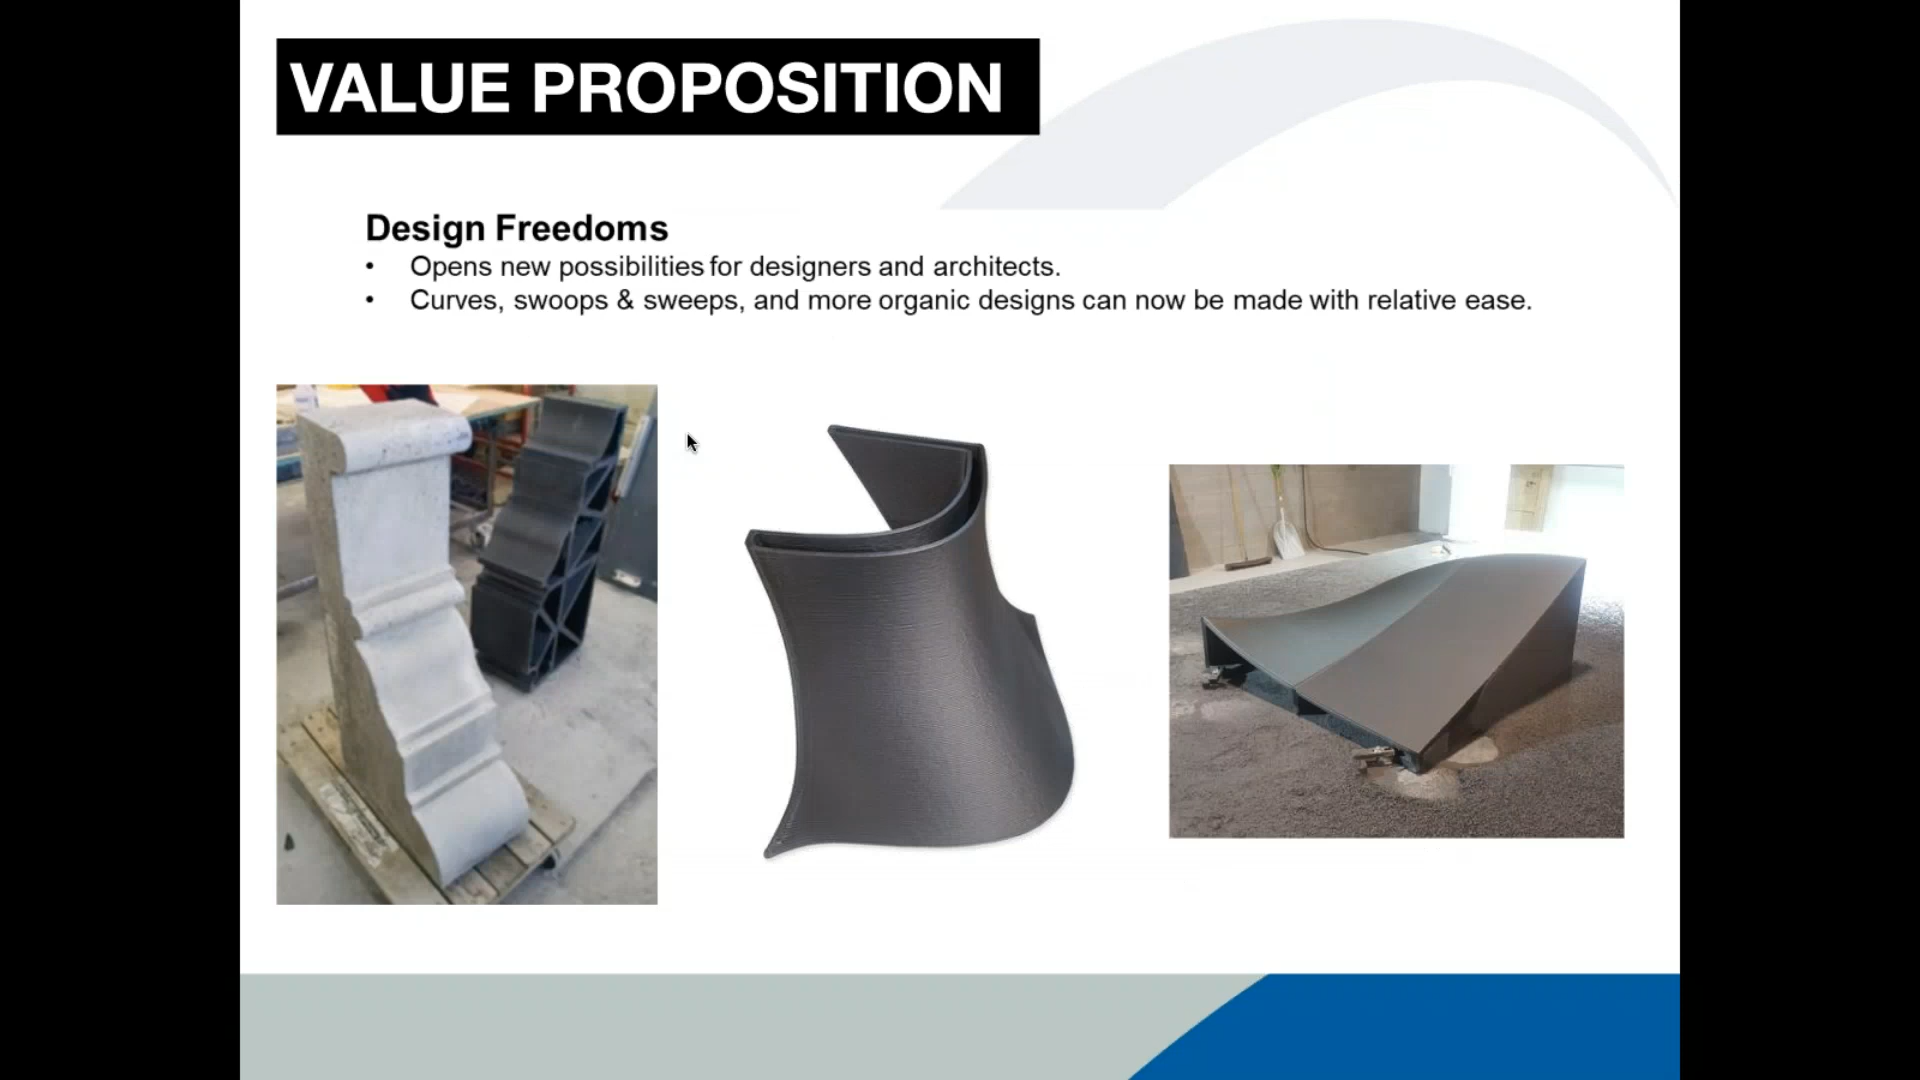 VALUE PROPOSITION
Design Freedoms
• Opens new possibilities for designers and architects.
• Curves, swoops & sweeps, and more organic designs can now be made with relative ease.